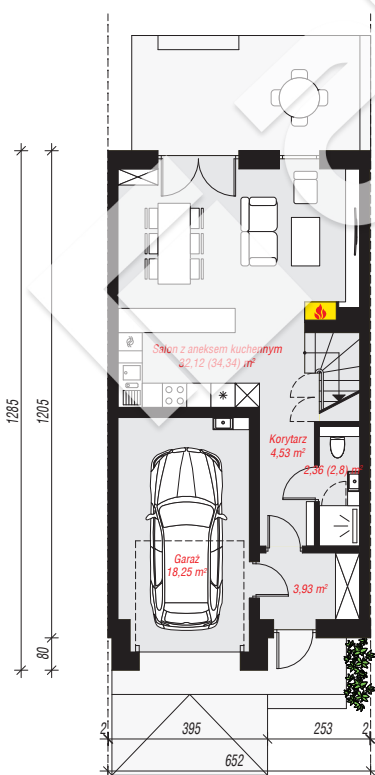 Salon z aneksem kuchennym
32,12 (34,34) m²
Korytarz
4,53 m²
2,36 (2,8) m²
Garaż
18,25 m²
3,93 m²
1285
1205
80
2
395
253
2
652